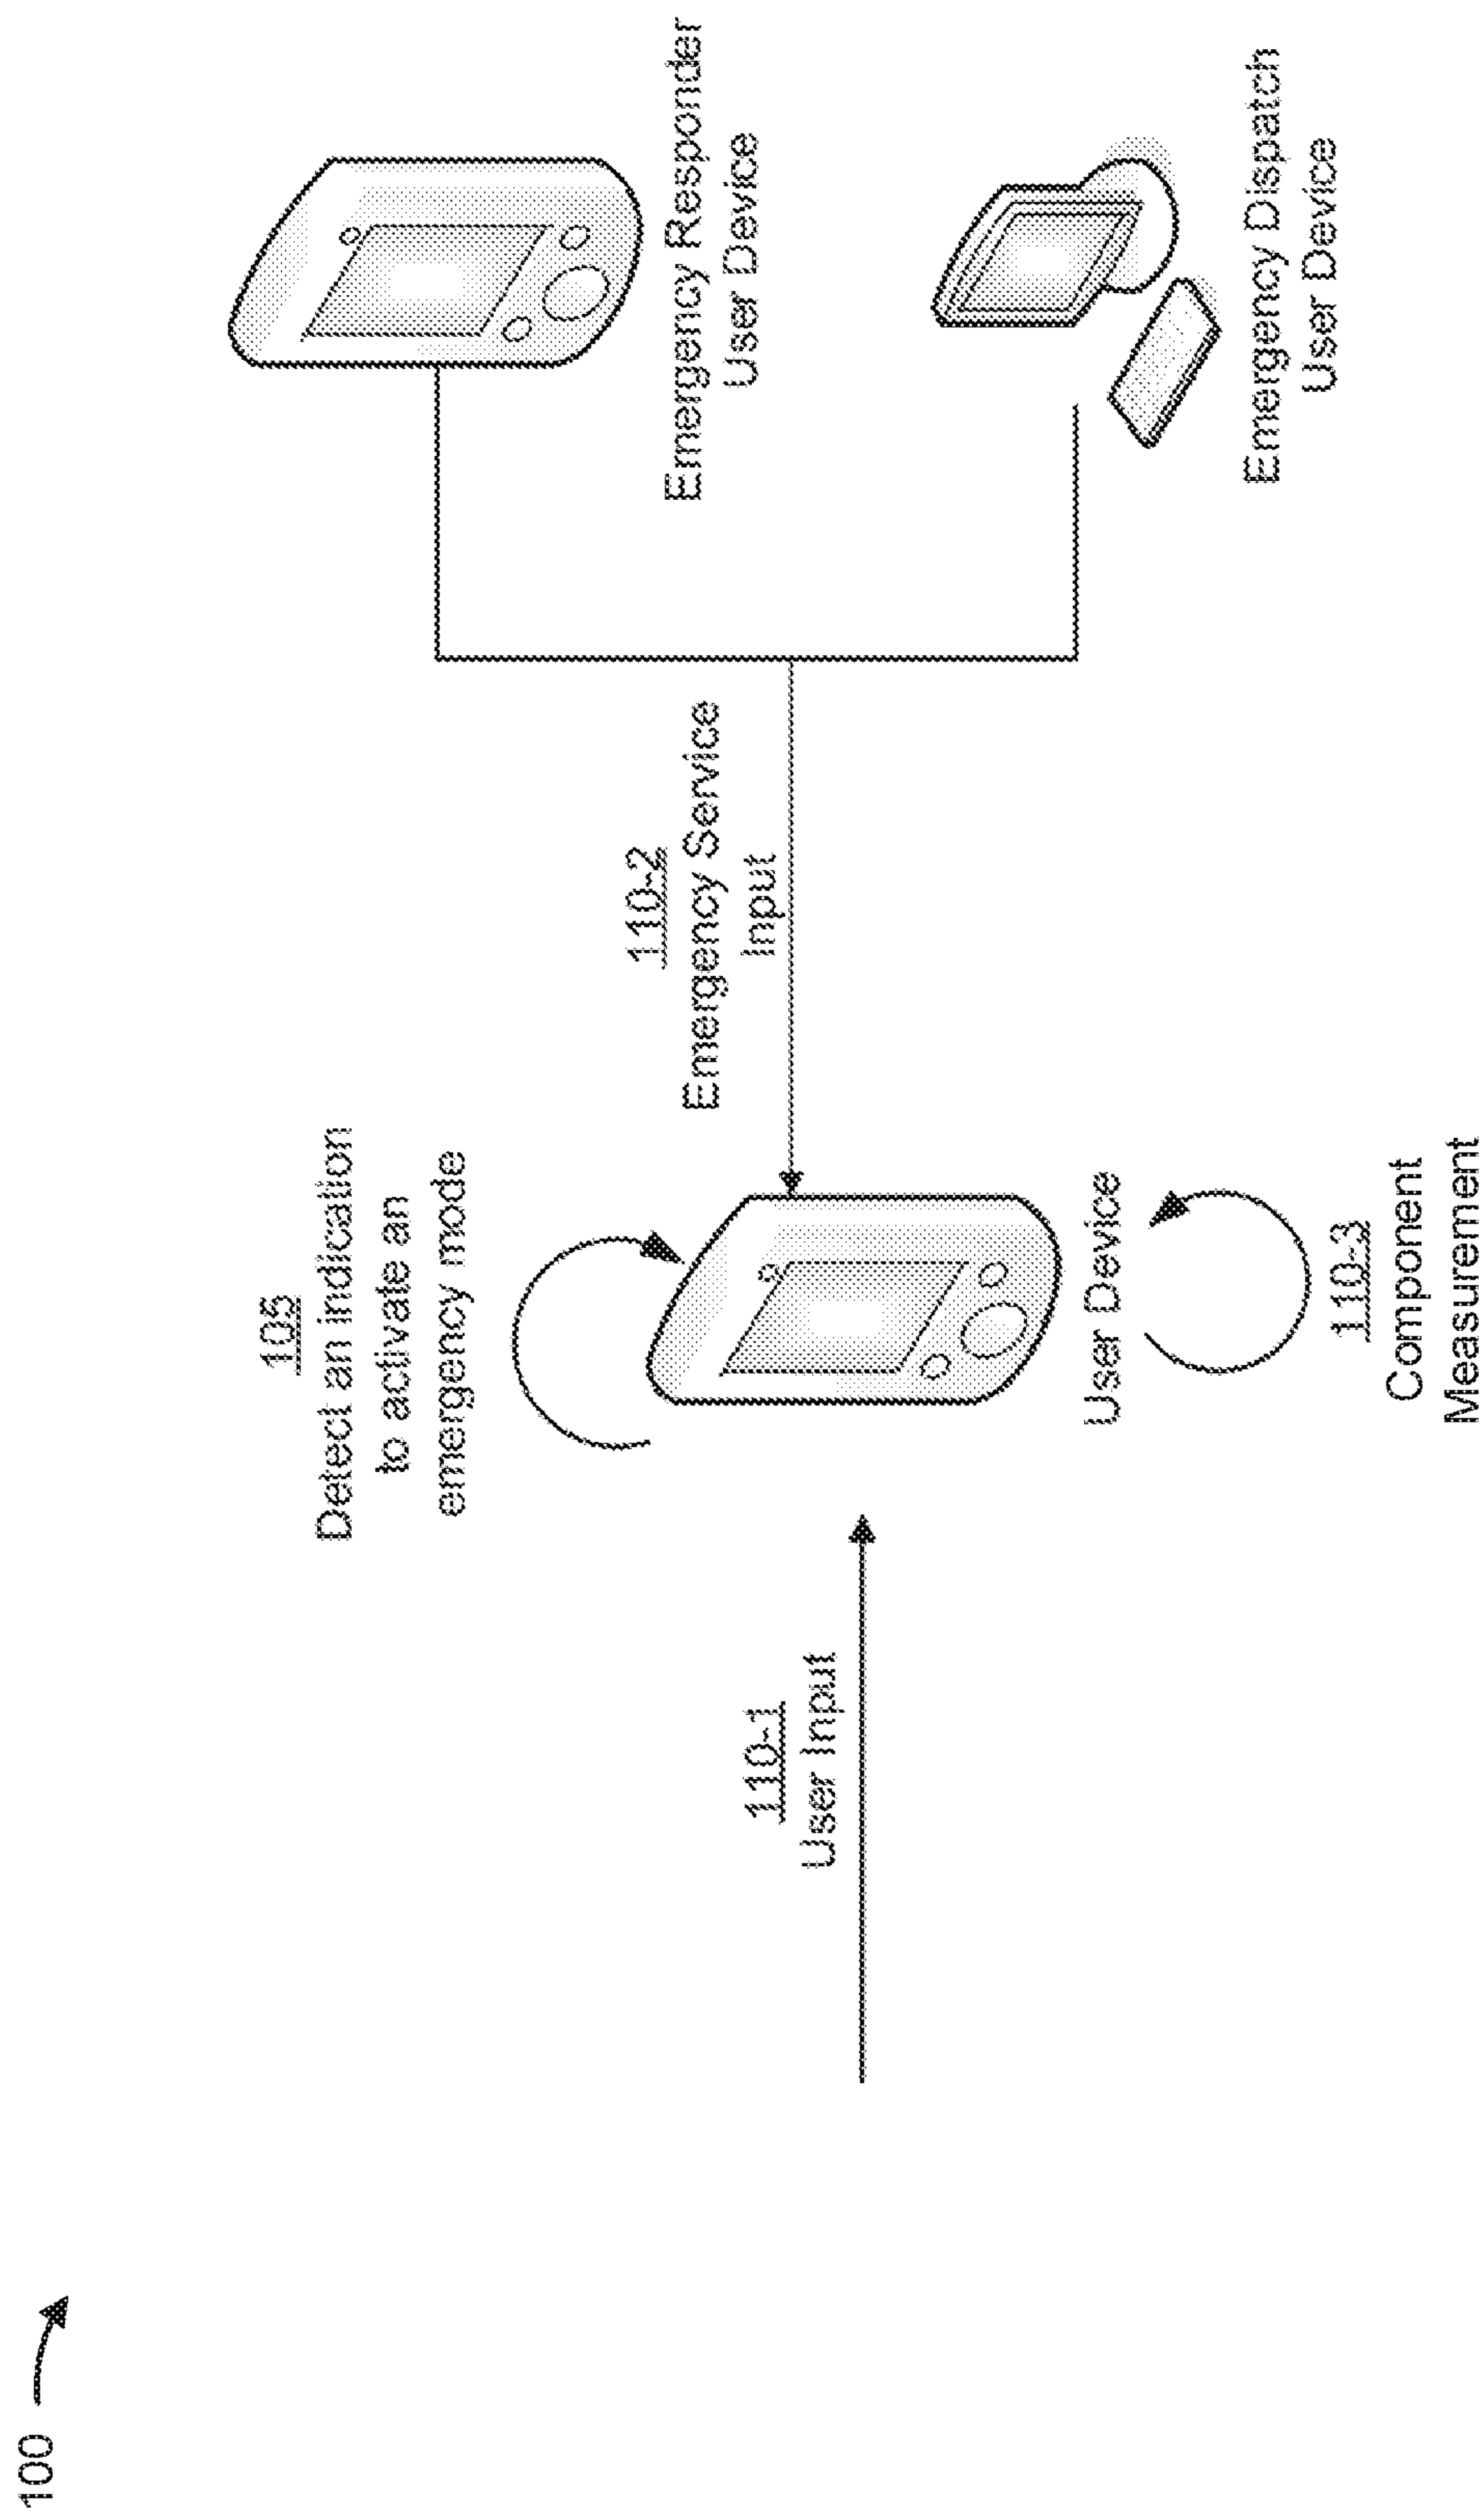 100
105
Detect an indication
to activate an
emergency mode
110-1
User Input
User Device
110-3
Component
Measurement
110-2
Emergency Service
Input
Emergency Responder
User Device
Emergency Dispatch
User Device